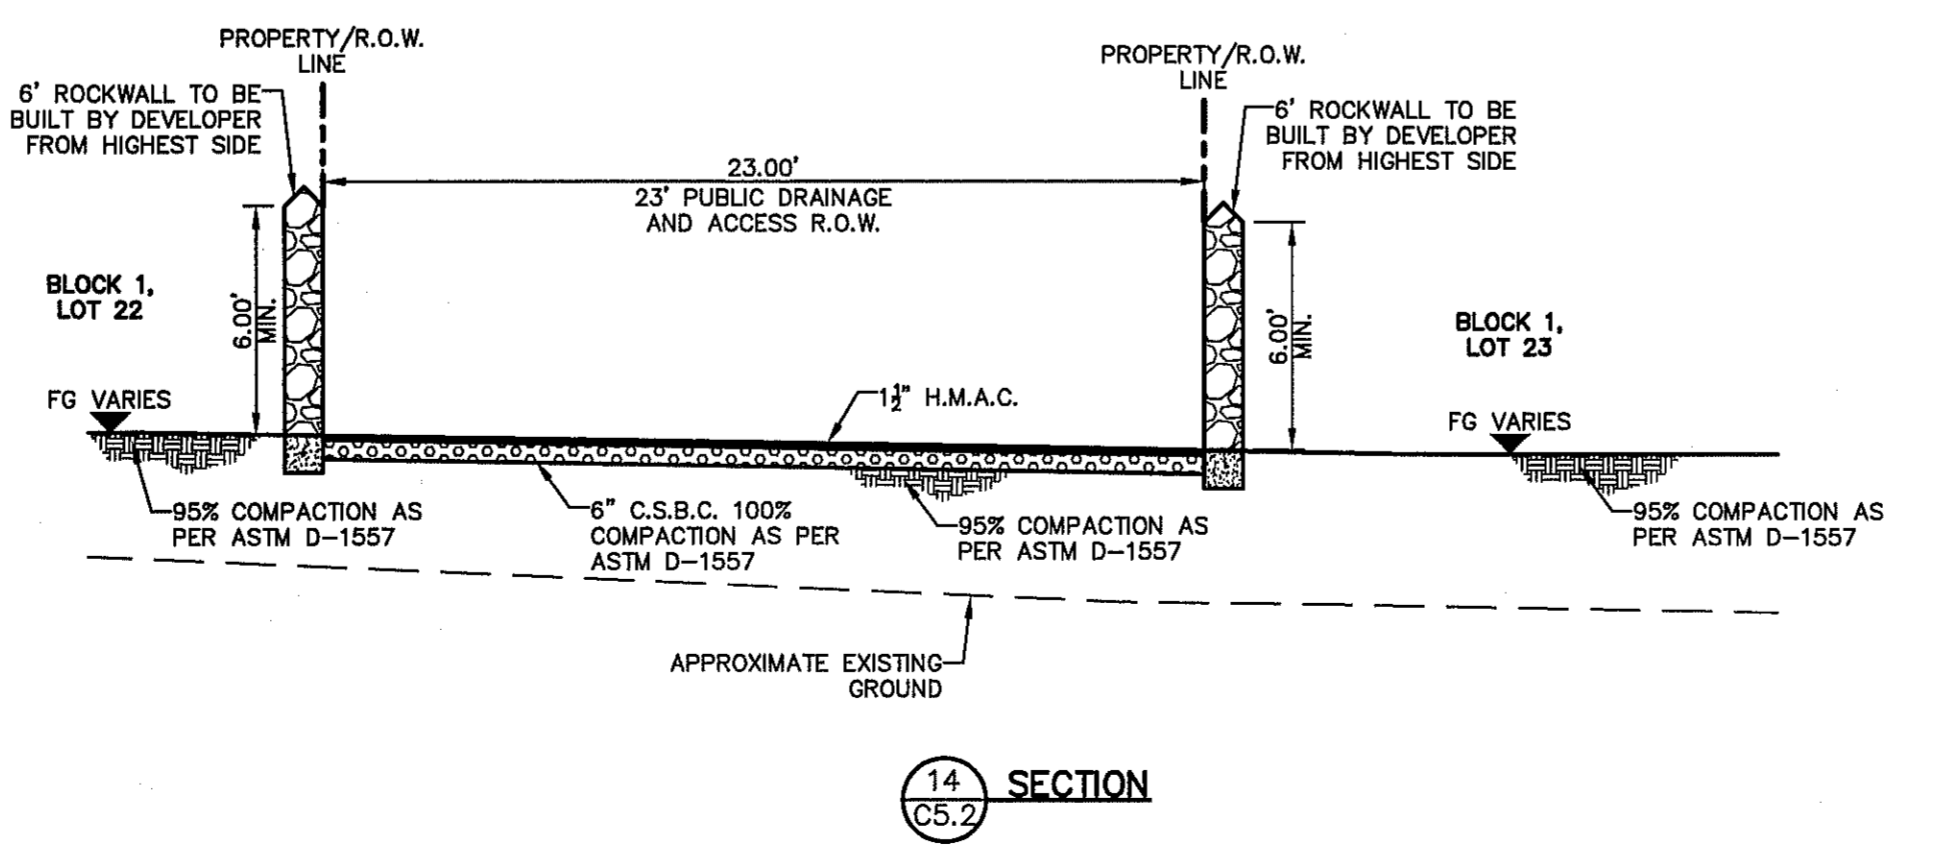 PROPERTY/R.O.W.
LINE
6' ROCKWALL TO BE
BUILT BY DEVELOPER
FROM HIGHEST SIDE
PROPERTY/R.O.W.
LINE
6' ROCKWALL TO BE
BUILT BY DEVELOPER
FROM HIGHEST SIDE
23.00'
23' PUBLIC DRAINAGE
AND ACCESS R.O.W.
BLOCK 1,
LOT 22
6.00'
MIN.
6.00'
MIN.
BLOCK 1,
LOT 23
FG VARIES
1½" H.M.A.C.
FG VARIES
95% COMPACTION AS
PER ASTM D-1557
6" C.S.B.C. 100%
COMPACTION AS PER
ASTM D-1557
95% COMPACTION AS
PER ASTM D-1557
95% COMPACTION AS
PER ASTM D-1557
APPROXIMATE EXISTING
GROUND
14
C5.2
SECTION